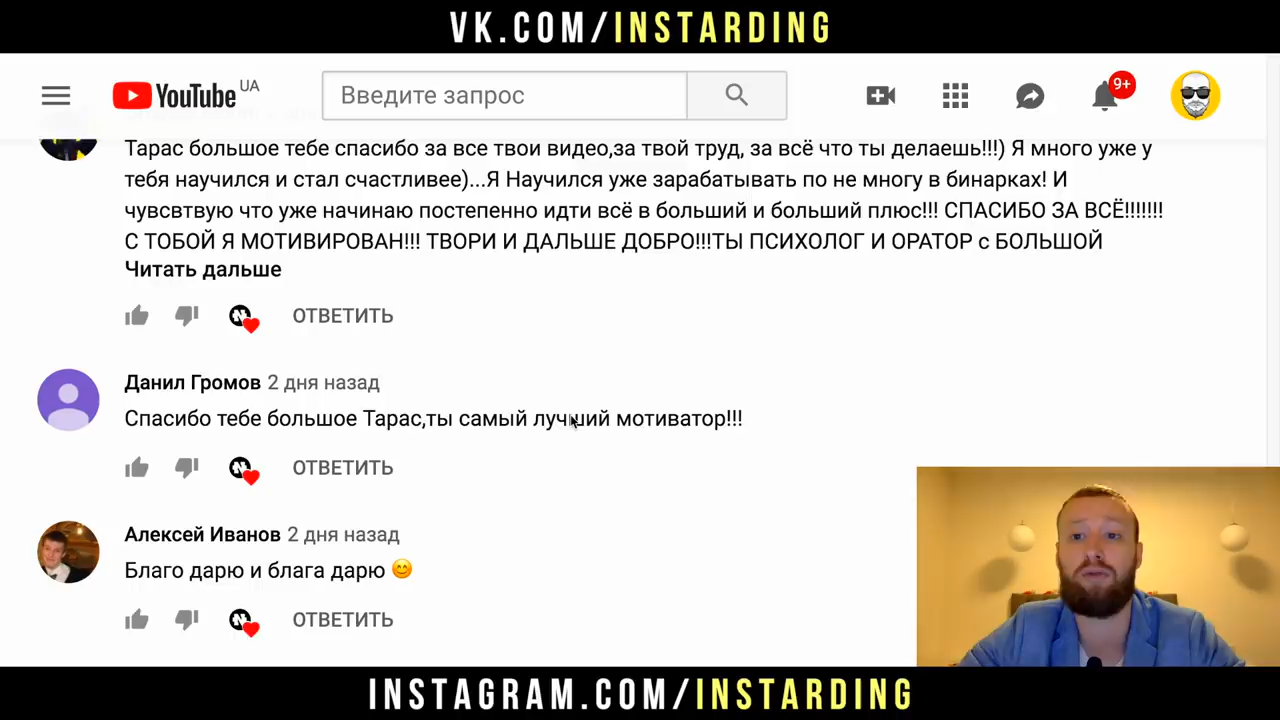 VK.COM/INSTARDING
YouTube UA
Введите запрос
9+
Тарас большое тебе спасибо за все твои видео,за твой труд, за всё что ты делаешь!!!) Я много уже у
тебя научился и стал счастливее)...Я Научился уже зарабатывать по не многу в бинарках! И
чувсвтвую что уже начинаю постепенно идти всё в больший и больший плюс!!! СПАСИБО ЗА ВСЁ!!!!!!!
С ТОБОЙ Я МОТИВИРОВАН!!! ТВОРИ И ДАЛЬШЕ ДОБРО!!!ТЫ ПСИХОЛОГ И ОРАТОР с БОЛЬШОЙ
Читать дальше
ОТВЕТИТЬ
Данил Громов 2 дня назад
Спасибо тебе большое Тарас,ты самый лучший мотиватор!!!
ОТВЕТИТЬ
Алексей Иванов 2 дня назад
Благо дарю и блага дарю 😊
ОТВЕТИТЬ
INSTAGRAM.COM/INSTARDING